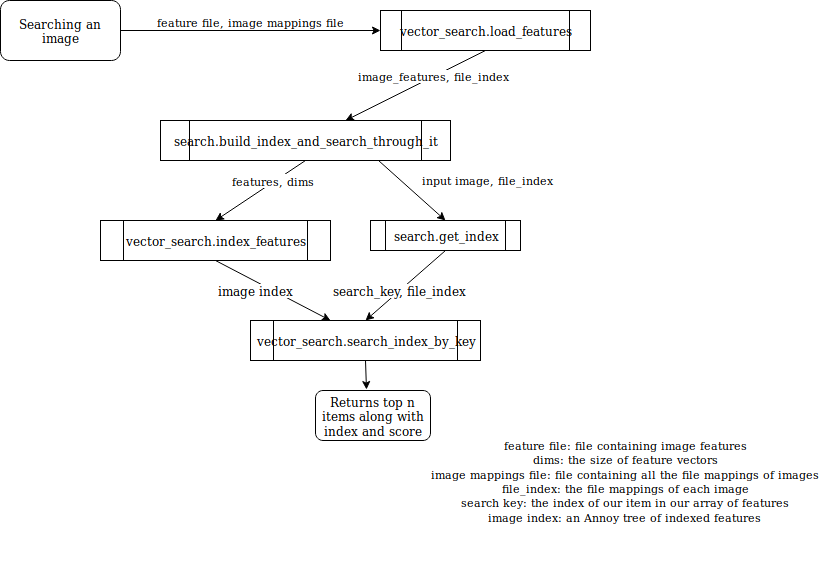 Searching an
image
feature file, image mappings file
vector_search.load_features
image_features, file_index
search.build_index_and_search_through_it
features, dims
input image, file_index
vector_search.index_features
search.get_index
image index
search_key, file_index
vector_search.search_index_by_key
Returns top n
items along with
index and score
feature file: file containing image features
dims: the size of feature vectors
image mappings file: file containing all the file mappings of images
file_index: the file mappings of each image
search key: the index of our item in our array of features
image index: an Annoy tree of indexed features